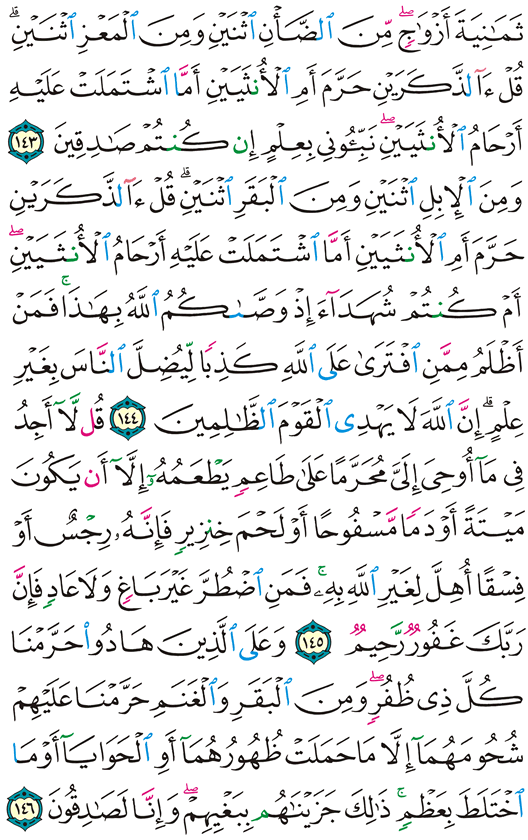 ثَمَٰنِيَةَ أَزۡوَٰجٖۖ مِّنَ ٱلضَّأۡنِ ٱثۡنَيۡنِ وَمِنَ ٱلۡمَعۡزِ ٱثۡنَيۡنِۗ
قُلۡ ءَآلذَّكَرَيۡنِ حَرَّمَ أَمِ ٱلۡأُنثَيَيۡنِ أَمَّا ٱشۡتَمَلَتۡ عَلَيۡهِ
أَرۡحَامُ ٱلۡأُنثَيَيۡنِۖ نَبِّـُٔونِي بِعِلۡمٍ إِن كُنتُمۡ صَٰدِقِينَ ١٤٣
وَمِنَ ٱلۡإِبِلِ ٱثۡنَيۡنِ وَمِنَ ٱلۡبَقَرِ ٱثۡنَيۡنِۗ قُلۡ ءَآلذَّكَرَيۡنِ
حَرَّمَ أَمِ ٱلۡأُنثَيَيۡنِ أَمَّا ٱشۡتَمَلَتۡ عَلَيۡهِ أَرۡحَامُ ٱلۡأُنثَيَيۡنِۖ
أَمۡ كُنتُمۡ شُهَدَآءَ إِذۡ وَصَّىٰكُمُ ٱللَّهُ بِهَٰذَاۚ فَمَنۡ
أَظۡلَمُ مِمَّنِ ٱفۡتَرَىٰ عَلَى ٱللَّهِ كَذِبٗا لِّيُضِلَّ ٱلنَّاسَ بِغَيۡرِ
عِلۡمٍۗ إِنَّ ٱللَّهَ لَا يَهۡدِي ٱلۡقَوۡمَ ٱلظَّٰلِمِينَ ١٤٤ قُل لَّآ أَجِدُ
فِي مَآ أُوحِيَ إِلَيَّ مُحَرَّمًا عَلَىٰ طَاعِمٖ يَطۡعَمُهُۥٓ إِلَّآ أَن يَكُونَ
مَيۡتَةً أَوۡ دَمٗا مَّسۡفُوحًا أَوۡ لَحۡمَ خِنزِيرٖ فَإِنَّهُۥ رِجۡسٌ أَوۡ
فِسۡقًا أُهِلَّ لِغَيۡرِ ٱللَّهِ بِهِۦۚ فَمَنِ ٱضۡطُرَّ غَيۡرَ بَاغٖ وَلَا عَادٖ فَإِنَّ
رَبَّكَ غَفُورٞ رَّحِيمٞ ١٤٥ وَعَلَى ٱلَّذِينَ هَادُواْ حَرَّمۡنَا
كُلَّ ذِي ظُفُرٖۖ وَمِنَ ٱلۡبَقَرِ وَٱلۡغَنَمِ حَرَّمۡنَا عَلَيۡهِمۡ
شُحُومَهُمَآ إِلَّا مَا حَمَلَتۡ ظُهُورُهُمَآ أَوِ ٱلۡحَوَايَآ أَوۡ مَا
ٱخۡتَلَطَ بِعَظۡمٖۚ ذَٰلِكَ جَزَيۡنَٰهُم بِبَغۡيِهِمۡۖ وَإِنَّا لَصَٰدِقُونَ ١٤٦